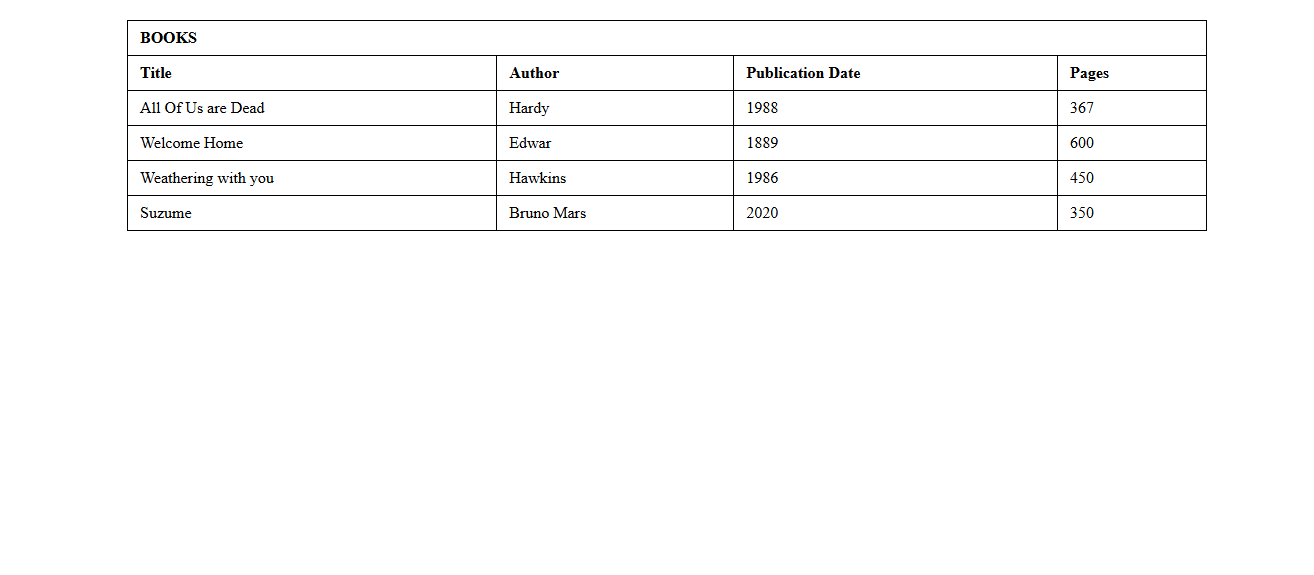 BOOKS
Title Author Publication Date Pages
All Of Us are Dead Hardy 1988 367
Welcome Home Edwar 1889 600
Weathering with you Hawkins 1986 450
Suzume Bruno Mars 2020 350